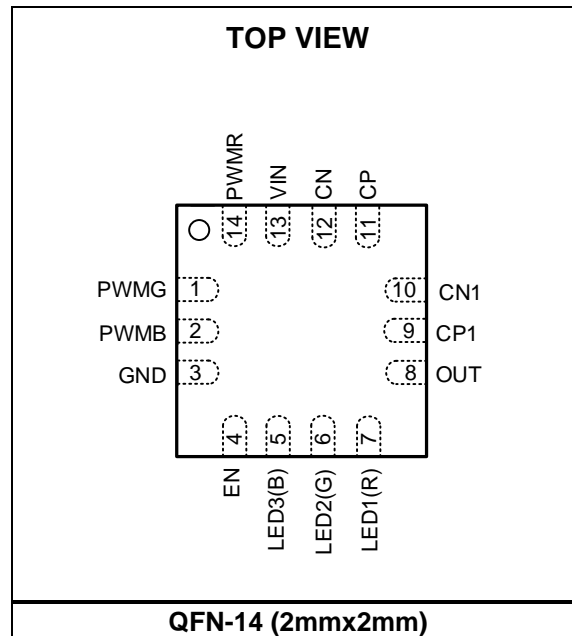 TOP VIEW
PWMR
VIN
CN
CP
14
13
12
11
PWMG 1
PWMB 2
GND 3
10 CN1
9 CP1
8 OUT
4
5
6
7
EN
LED3(B)
LED2(G)
LED1(R)
QFN-14 (2mmx2mm)